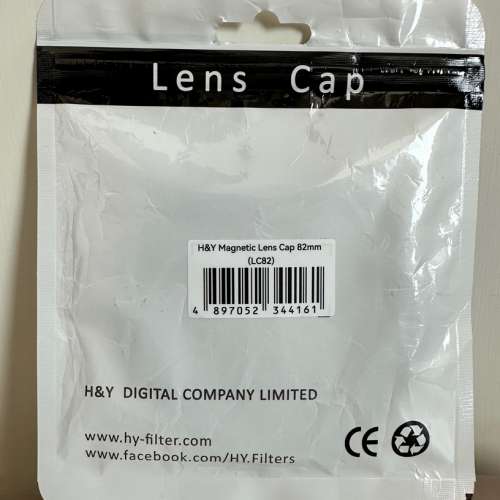 Lens Cap
H&Y Magnetic Lens Cap 82mm
(LC82)
4 897052 344161
H&Y DIGITAL COMPANY LIMITED
www.hy-filter.com
www.facebook.com/HY.Filters
CE